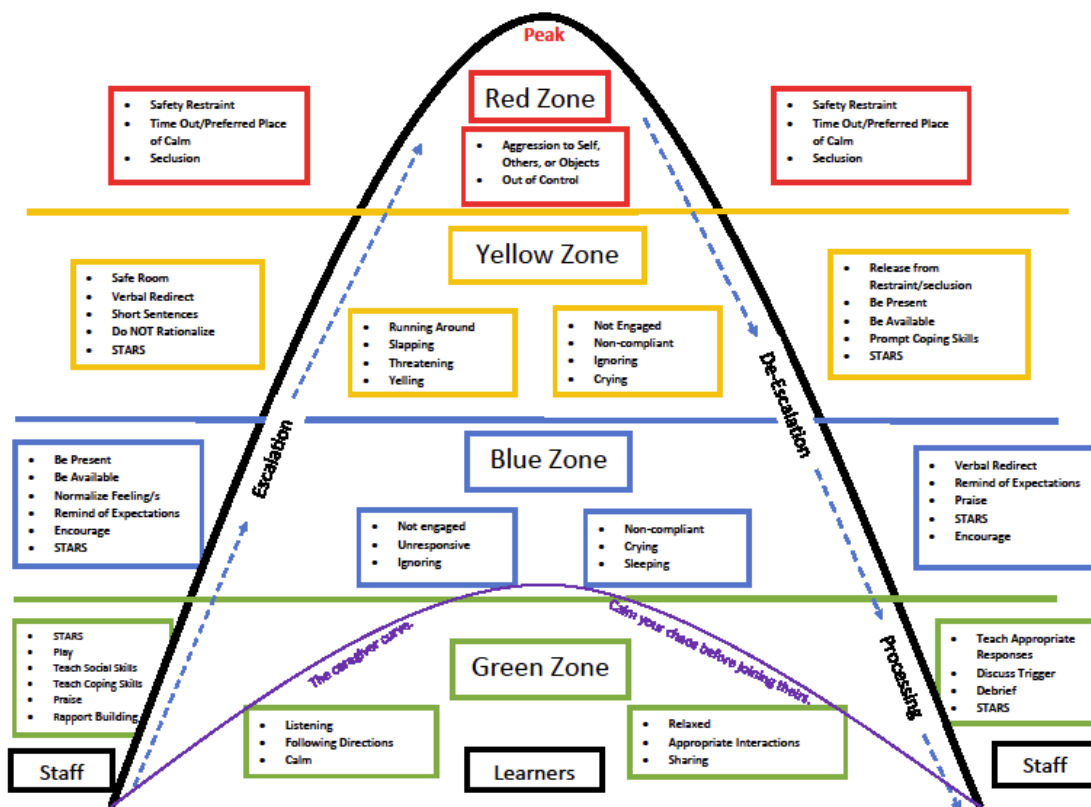 Peak
Red Zone
• Safety Restraint
• Time Out/Preferred Place
of Calm
• Seclusion
• Aggression to Self,
Others, or Objects
• Out of Control
• Safety Restraint
• Time Out/Preferred Place
of Calm
• Seclusion
Yellow Zone
• Safe Room
• Verbal Redirect
• Short Sentences
• Do NOT Rationalize
• STARS
• Running Around
• Slapping
• Threatening
• Yelling
• Not Engaged
• Non-compliant
• Ignoring
• Crying
• Release from
Restraint/seclusion
• Be Present
• Be Available
• Prompt Coping Skills
• STARS
Escalation
De-Escalation
Blue Zone
• Be Present
• Be Available
• Normalize Feeling/s
• Remind of Expectations
• Encourage
• STARS
• Not engaged
• Unresponsive
• Ignoring
• Non-compliant
• Crying
• Sleeping
• Verbal Redirect
• Remind of Expectations
• Praise
• STARS
• Encourage
The caregiver curve.
Calm your chaos before joining theirs.
Processing
Green Zone
• STARS
• Play
• Teach Social Skills
• Teach Coping Skills
• Praise
• Rapport Building
• Listening
• Following Directions
• Calm
• Relaxed
• Appropriate Interactions
• Sharing
• Teach Appropriate
Responses
• Discuss Trigger
• Debrief
• STARS
Staff
Learners
Staff